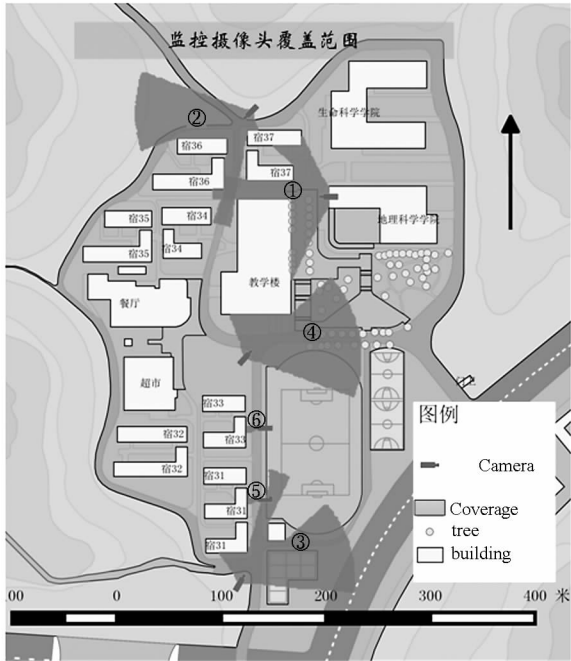 监控摄像头覆盖范围
②
生命科学学院
宿37
宿36
宿37
宿36
①
宿35
宿34
地理科学学院
宿35
宿34
教学楼
餐厅
④
超市
宿33
⑥
宿32
宿33
宿32
宿31
⑤
宿31
③
宿31
图例
Camera
Coverage
tree
building
0
100
200
300
400
米